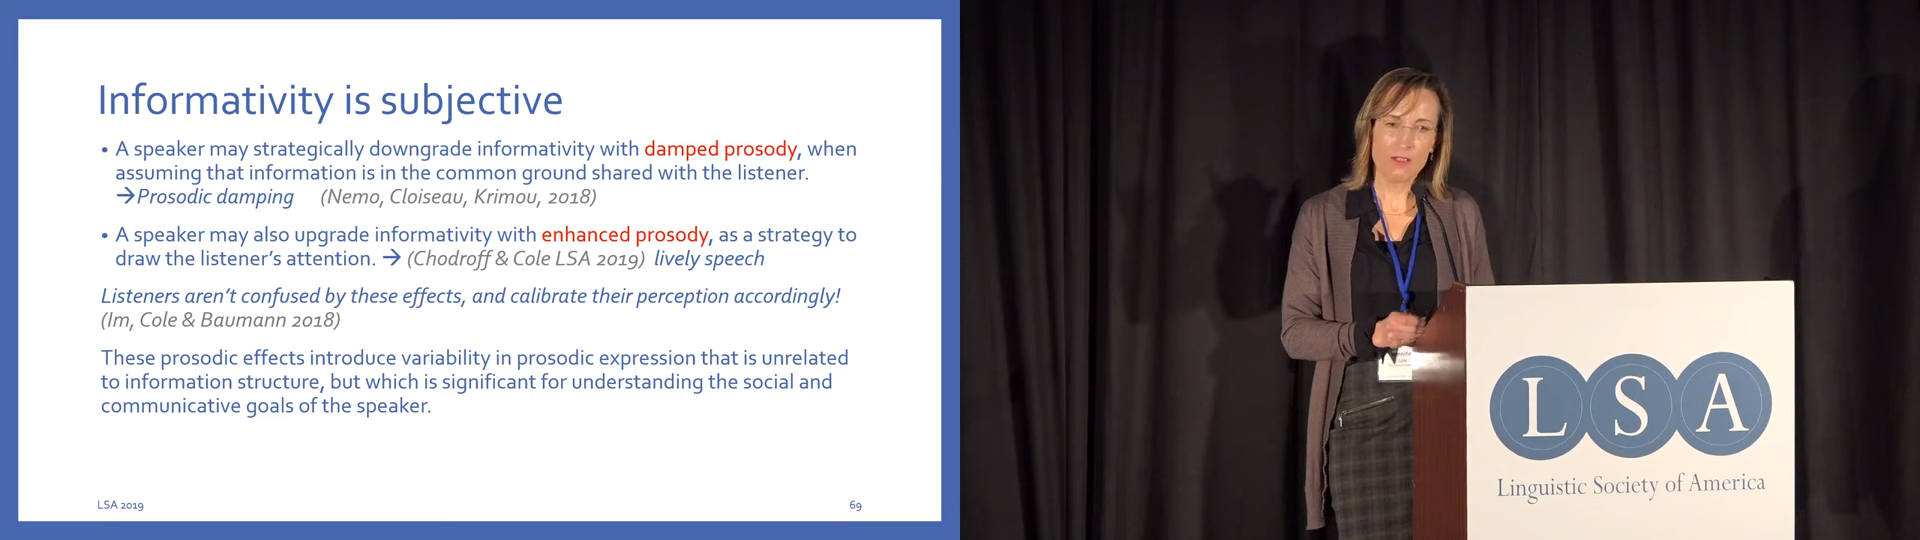 Informativity is subjective
• A speaker may strategically downgrade informativity with damped prosody, when
assuming that information is in the common ground shared with the listener.
→Prosodic damping (Nemo, Cloiseau, Krimou, 2018)
• A speaker may also upgrade informativity with enhanced prosody, as a strategy to
draw the listener's attention. → (Chodroff & Cole LSA 2019) lively speech
Listeners aren't confused by these effects, and calibrate their perception accordingly!
(Im, Cole & Baumann 2018)
These prosodic effects introduce variability in prosodic expression that is unrelated
to information structure, but which is significant for understanding the social and
communicative goals of the speaker.
LSA 2019 69
LSA
Linguistic Society of America